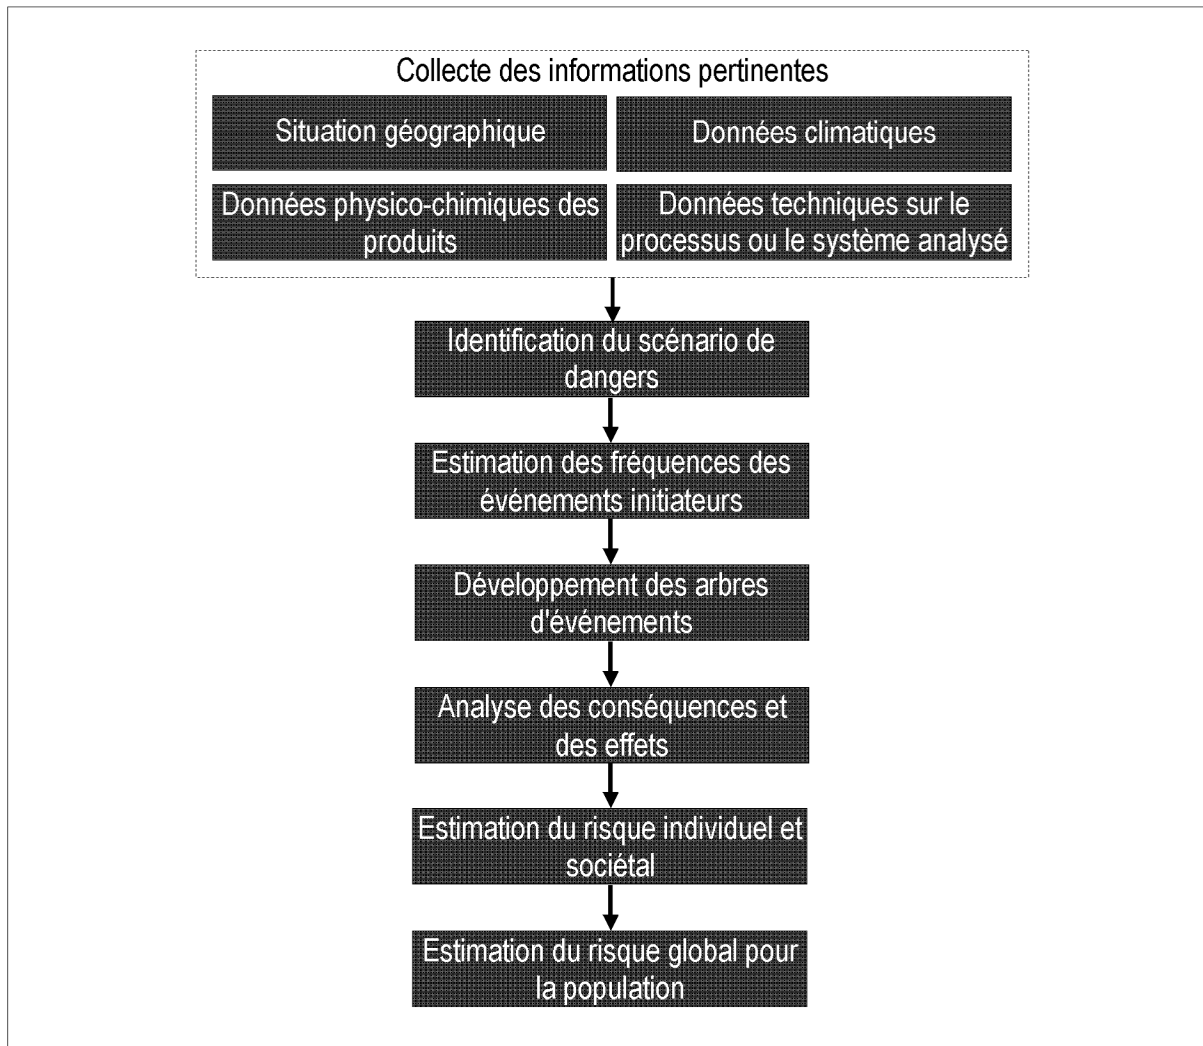 Collecte des informations pertinentes
Situation géographique
Données climatiques
Données physico-chimiques des
produits
Données techniques sur le
processus ou le système analysé
Identification du scénario de
dangers
Estimation des fréquences des
événements initiateurs
Développement des arbres
d'événements
Analyse des conséquences et
des effets
Estimation du risque individuel et
sociétal
Estimation du risque global pour
la population